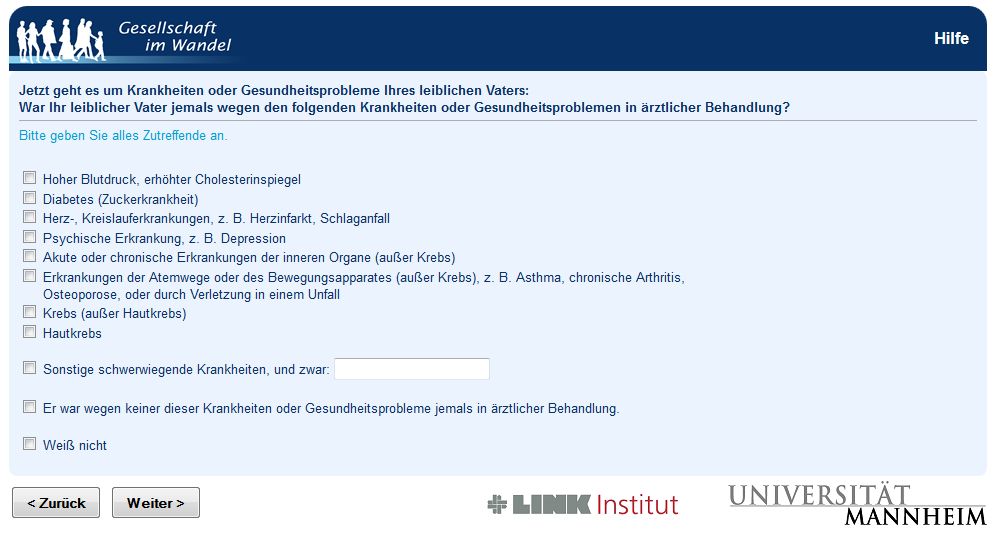 Gesellschaft
im Wandel
Hilfe
Jetzt geht es um Krankheiten oder Gesundheitsprobleme Ihres leiblichen Vaters:
War Ihr leiblicher Vater jemals wegen den folgenden Krankheiten oder Gesundheitsproblemen in ärztlicher Behandlung?
Bitte geben Sie alles Zutreffende an.
Hoher Blutdruck, erhöhter Cholesterinspiegel
Diabetes (Zuckerkrankheit)
Herz-, Kreislauferkrankungen, z. B. Herzinfarkt, Schlaganfall
Psychische Erkrankung, z. B. Depression
Akute oder chronische Erkrankungen der inneren Organe (außer Krebs)
Erkrankungen der Atemwege oder des Bewegungsapparates (außer Krebs), z. B. Asthma, chronische Arthritis,
Osteoporose, oder durch Verletzung in einem Unfall
Krebs (außer Hautkrebs)
Hautkrebs
Sonstige schwerwiegende Krankheiten, und zwar:
Er war wegen keiner dieser Krankheiten oder Gesundheitsprobleme jemals in ärztlicher Behandlung.
Weiß nicht
< Zurück
Weiter >
LINK Institut
UNIVERSITÄT
MANNHEIM